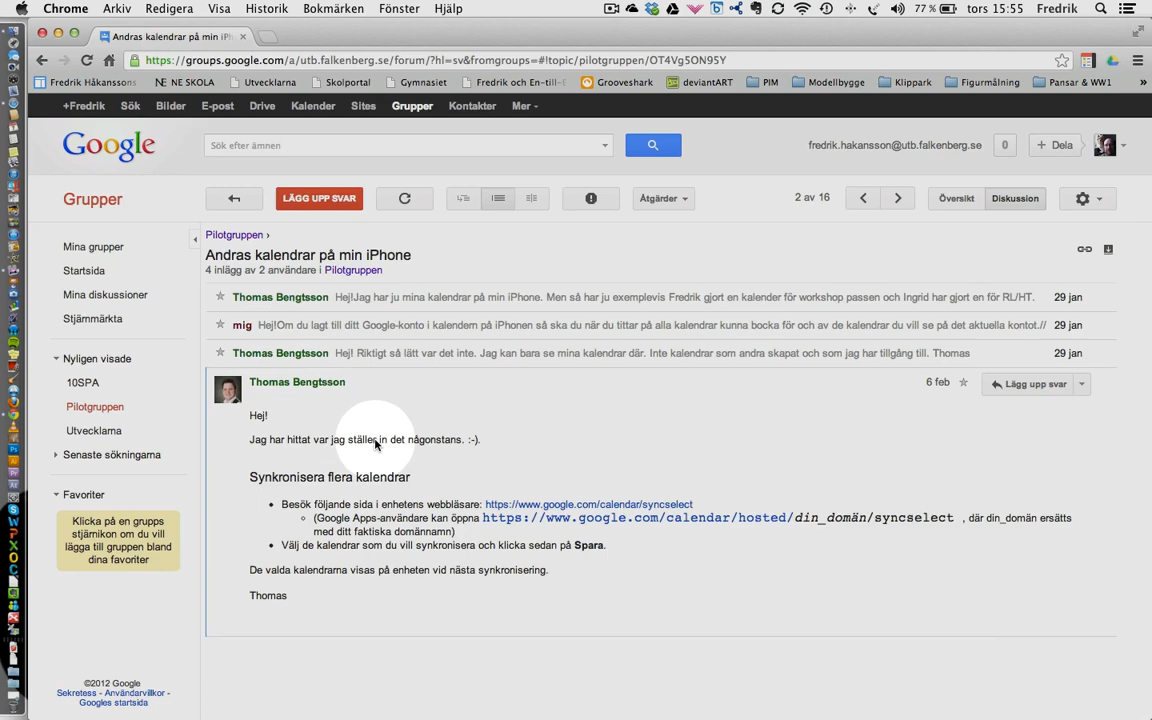 Chrome Arkiv Redigera Visa Historik Bokmärken Fönster Hjälp 77 % tors 15:55 Fredrik
Andras kalendrar på min iPh
https://groups.google.com/a/utb.falkenberg.se/forum/?hl=sv&fromgroups=#!topic/pilotgruppen/OT4Vg5ON95Y
Fredrik Håkanssons NE SKOLA Utvecklarna Skolportal Gymnasiet Fredrik och En-till-E Grooveshark deviantART PIM Modellbygge Klippark Figurmålning Pansar & WW1 »
+Fredrik Sök Bilder E-post Drive Kalender Sites Grupper Kontakter Mer
Google Sök efter ämnen fredrik.hakansson@utb.falkenberg.se 0 + Dela
Grupper LÄGG UPP SVAR Åtgärder 2 av 16 Översikt Diskussion
Mina grupper
Startsida
Mina diskussioner
Stjärnmärkta
Nyligen visade
10SPA
Pilotgruppen
Utvecklarna
Senaste sökningarna
Favoriter
Klicka på en grupps
stjärnikon om du vill
lägga till gruppen bland
dina favoriter
©2012 Google
Sekretess - Användarvillkor -
Googles startsida
Pilotgruppen ›
Andras kalendrar på min iPhone
4 inlägg av 2 användare i Pilotgruppen
Thomas Bengtsson Hej!Jag har ju mina kalendrar på min iPhone. Men så har ju exemplevis Fredrik gjort en kalender för workshop passen och Ingrid har gjort en för RL/HT. 29 jan
mig Hej!Om du lagt till ditt Google-konto i kalendern på iPhonen så ska du när du tittar på alla kalendrar kunna bocka för och av de kalendrar du vill se på det aktuella kontot.// 29 jan
Thomas Bengtsson Hej! Riktigt så lätt var det inte. Jag kan bara se mina kalendrar där. Inte kalendrar som andra skapat och som jag har tillgång till. Thomas 29 jan
Thomas Bengtsson 6 feb Lägg upp svar
Hej!
Jag har hittat var jag ställer in det någonstans. :-).
Synkronisera flera kalendrar
Besök följande sida i enhetens webbläsare: https://www.google.com/calendar/syncselect
(Google Apps-användare kan öppna https://www.google.com/calendar/hosted/din_domän/syncselect , där din_domän ersätts
med ditt faktiska domännamn)
Välj de kalendrar som du vill synkronisera och klicka sedan på Spara.
De valda kalendrarna visas på enheten vid nästa synkronisering.
Thomas